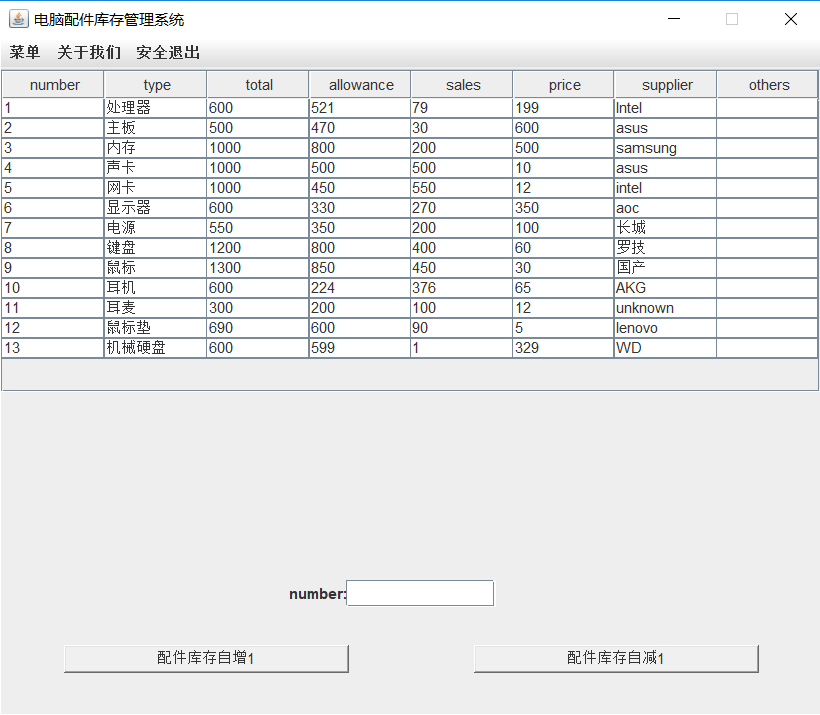 电脑配件库存管理系统
菜单 关于我们 安全退出
number type total allowance sales price supplier others
1 处理器 600 521 79 199 Intel
2 主板 500 470 30 600 asus
3 内存 1000 800 200 500 samsung
4 声卡 1000 500 500 10 asus
5 网卡 1000 450 550 12 intel
6 显示器 600 330 270 350 aoc
7 电源 550 350 200 100 长城
8 键盘 1200 800 400 60 罗技
9 鼠标 1300 850 450 30 国产
10 耳机 600 224 376 65 AKG
11 耳麦 300 200 100 12 unknown
12 鼠标垫 690 600 90 5 lenovo
13 机械硬盘 600 599 1 329 WD
number:
配件库存自增1 配件库存自减1